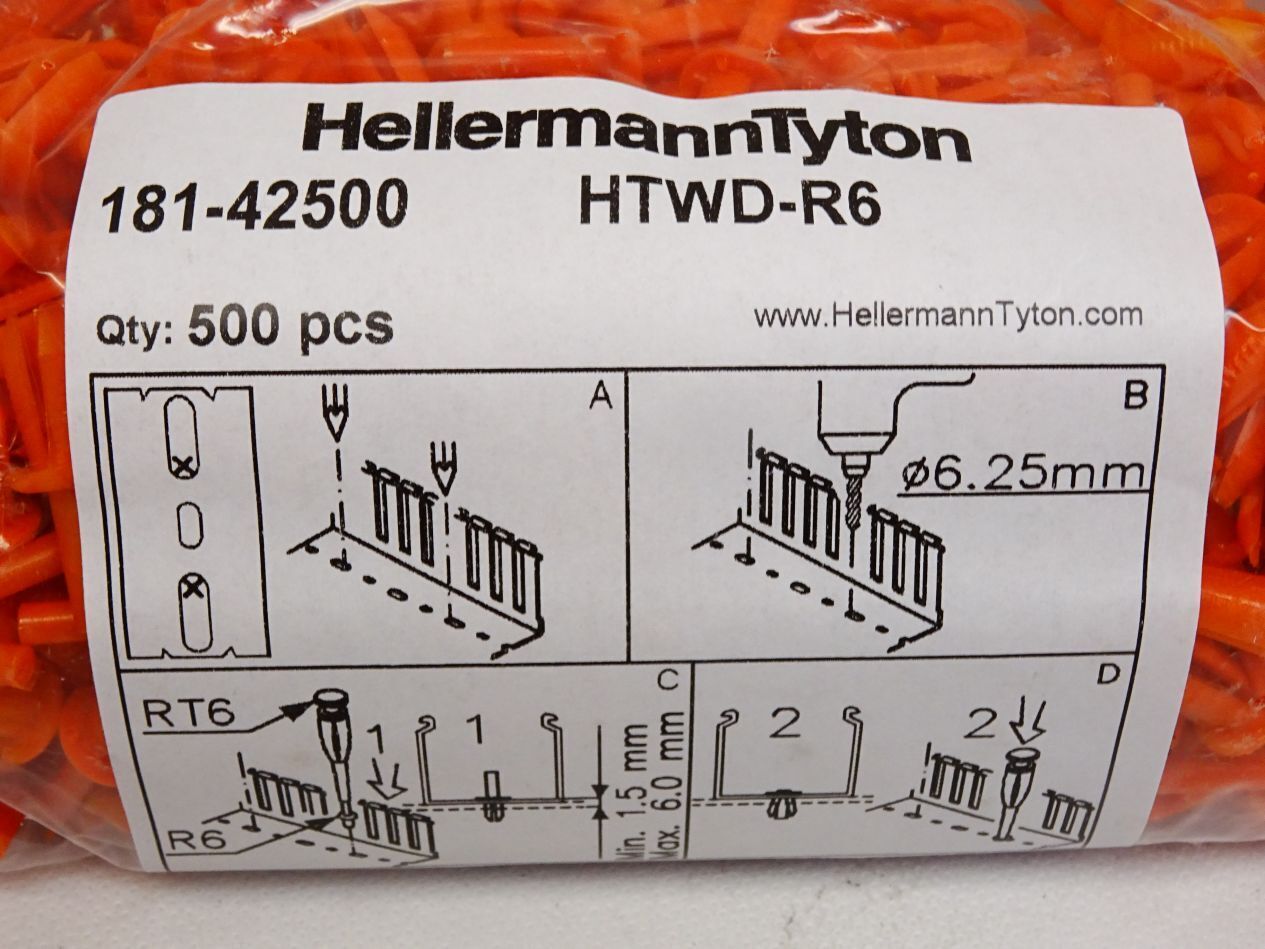 HellermannTyton
181-42500 HTWD-R6
Qty: 500 pcs www.HellermannTyton.com
A
B
ø6.25mm
C
RT6
1
1
R6
Min. 1.5 mm
Max. 6.0 mm
D
2
2